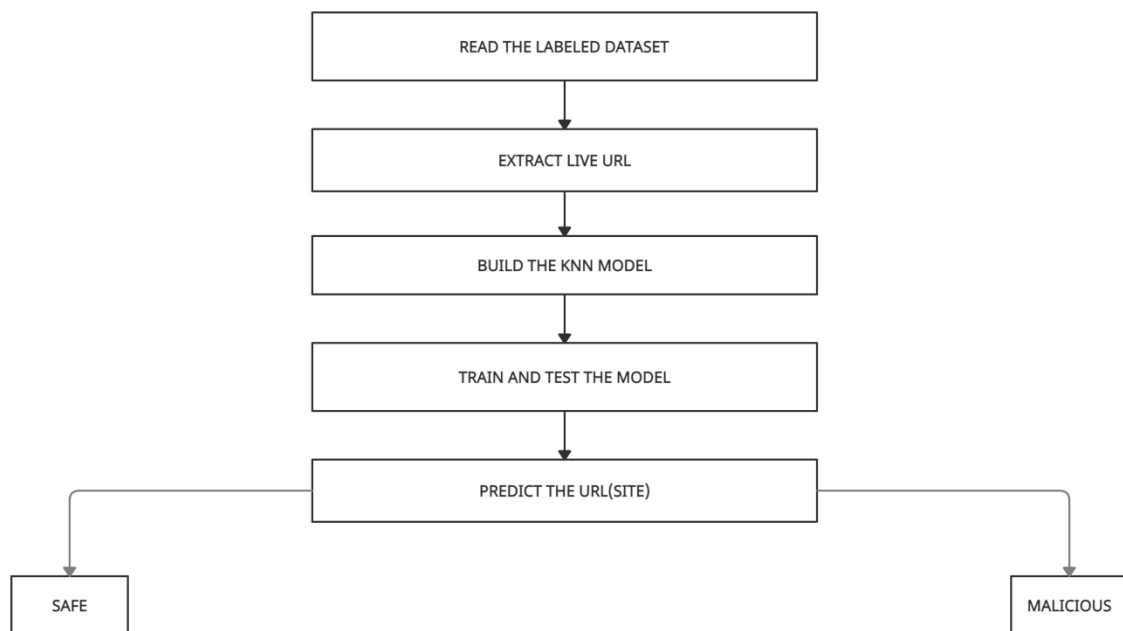 READ THE LABELED DATASET
EXTRACT LIVE URL
BUILD THE KNN MODEL
TRAIN AND TEST THE MODEL
PREDICT THE URL(SITE)
SAFE
MALICIOUS